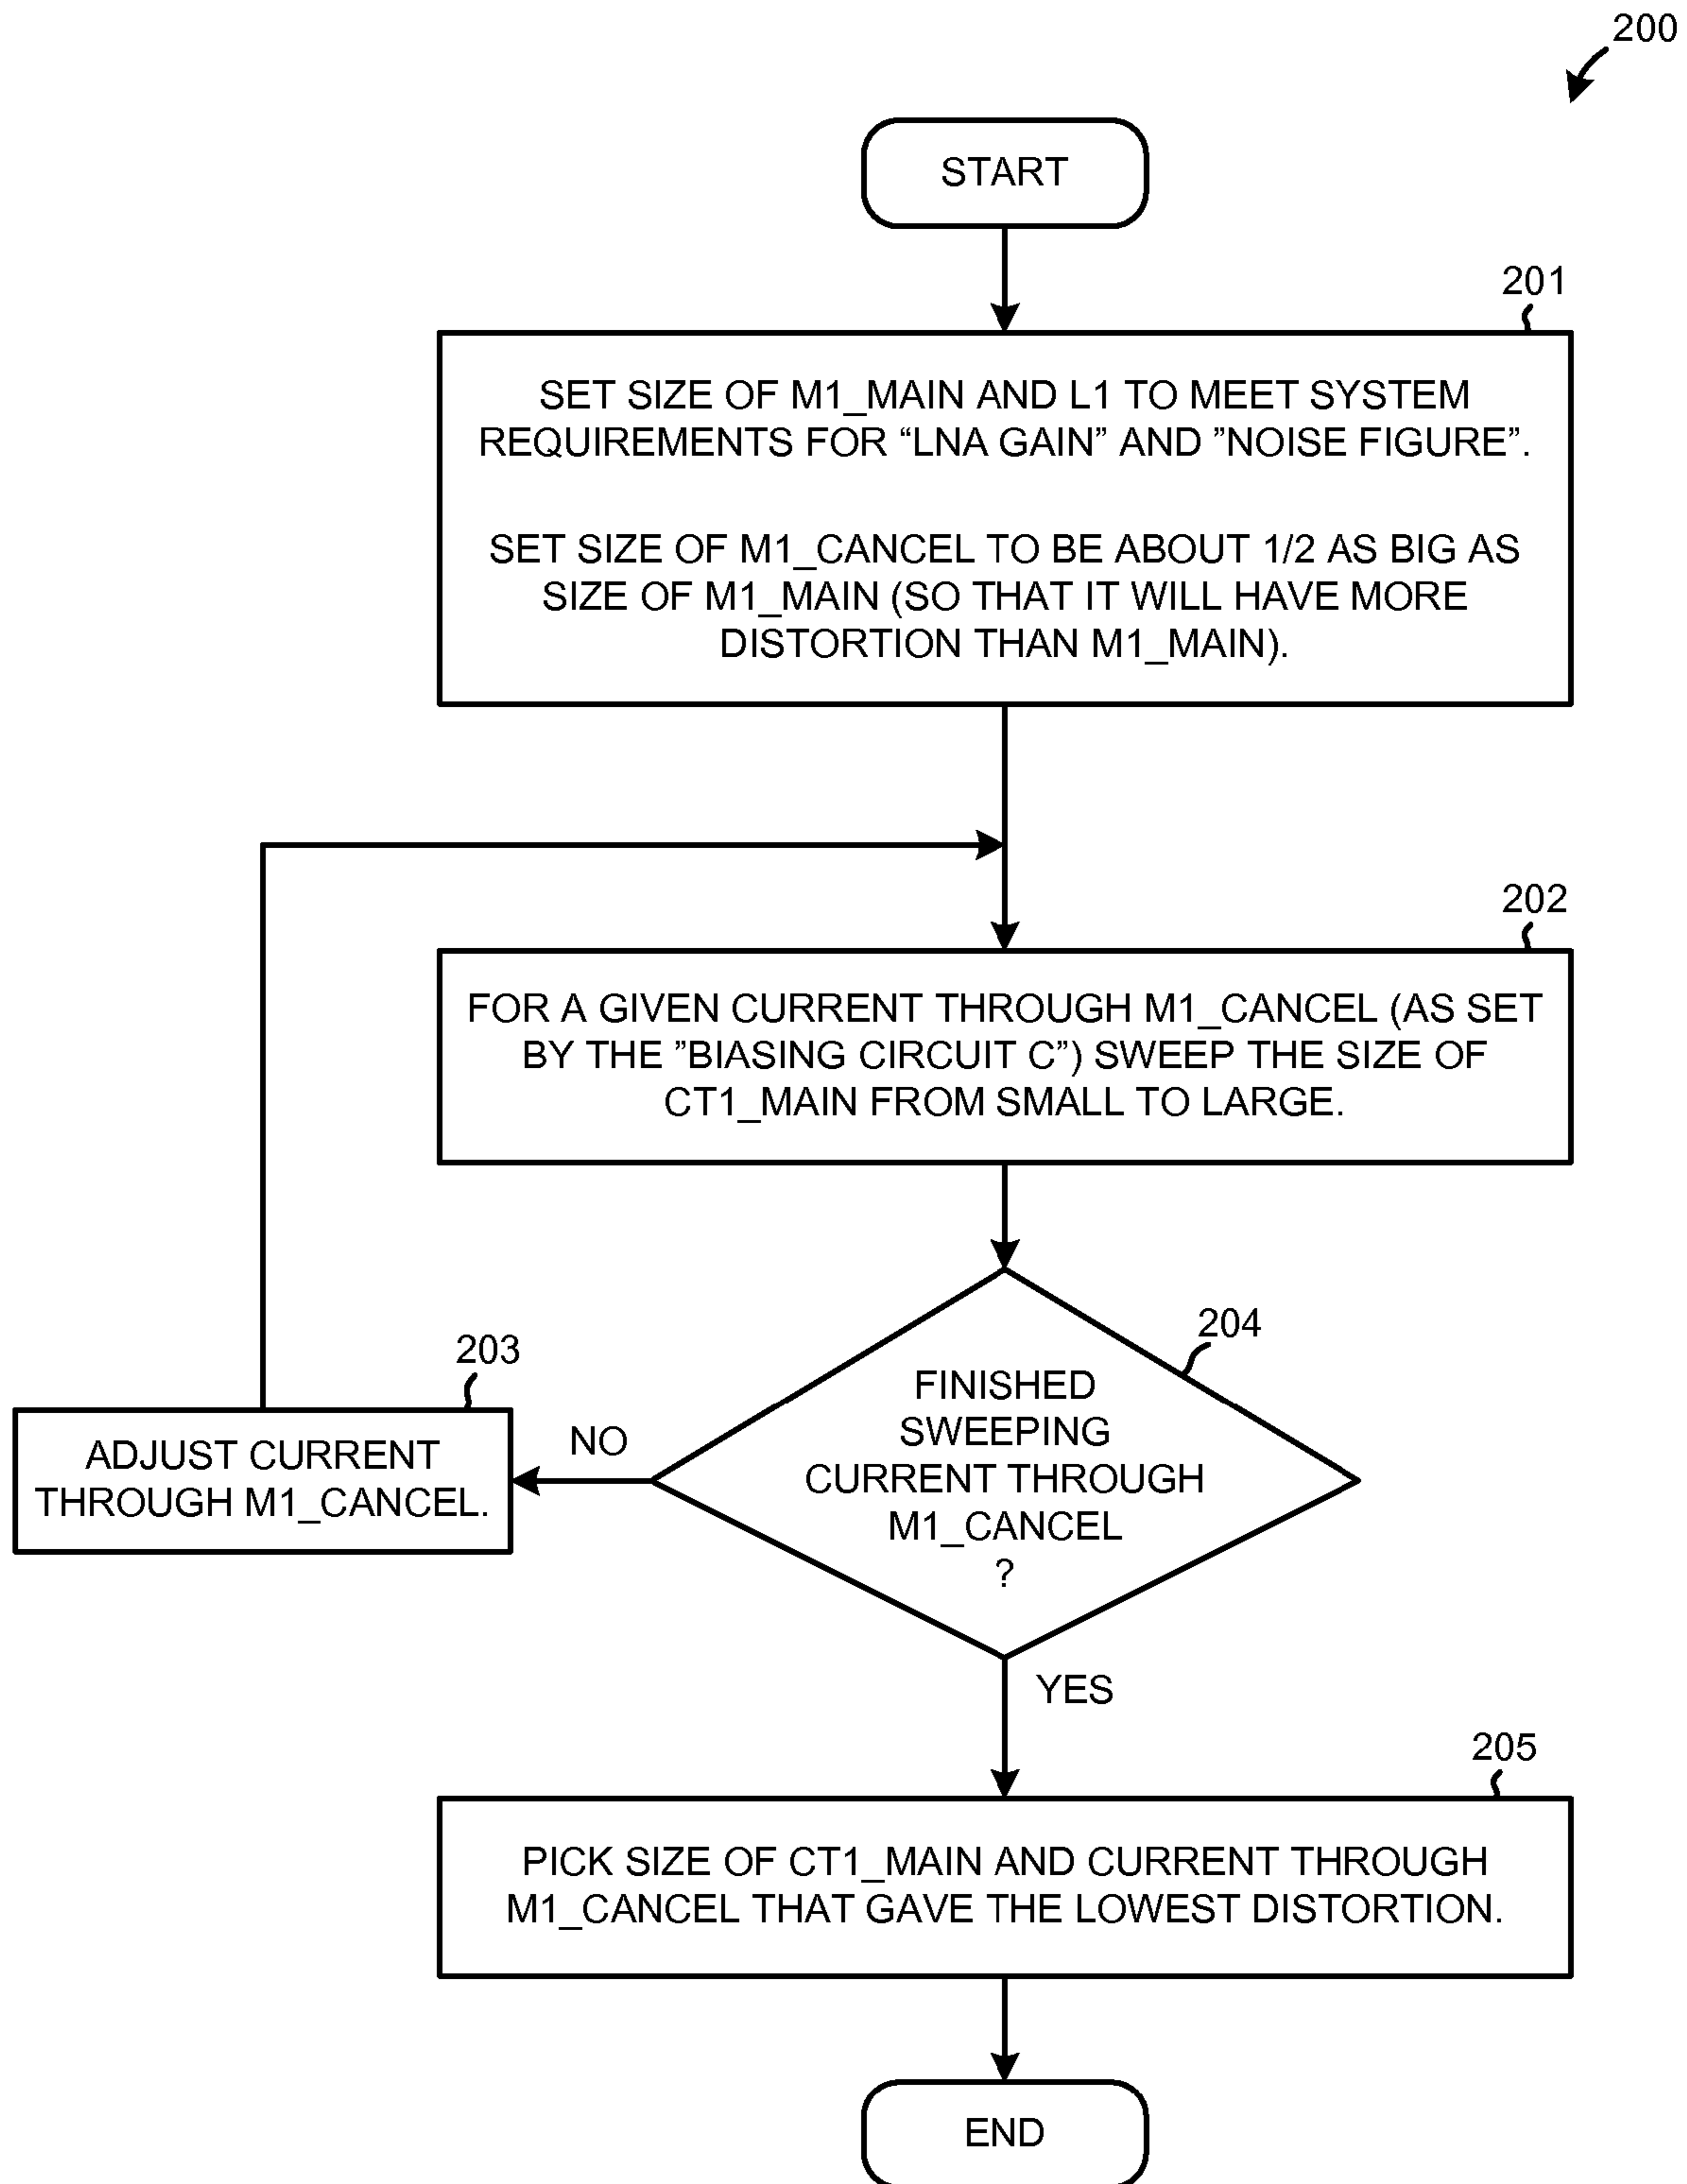 200
START
201
SET SIZE OF M1_MAIN AND L1 TO MEET SYSTEM
REQUIREMENTS FOR “LNA GAIN” AND ”NOISE FIGURE”.
SET SIZE OF M1_CANCEL TO BE ABOUT 1/2 AS BIG AS
SIZE OF M1_MAIN (SO THAT IT WILL HAVE MORE
DISTORTION THAN M1_MAIN).
202
FOR A GIVEN CURRENT THROUGH M1_CANCEL (AS SET
BY THE ”BIASING CIRCUIT C”) SWEEP THE SIZE OF
CT1_MAIN FROM SMALL TO LARGE.
204
FINISHED
SWEEPING
CURRENT THROUGH
M1_CANCEL
?
NO
203
ADJUST CURRENT
THROUGH M1_CANCEL.
YES
205
PICK SIZE OF CT1_MAIN AND CURRENT THROUGH
M1_CANCEL THAT GAVE THE LOWEST DISTORTION.
END